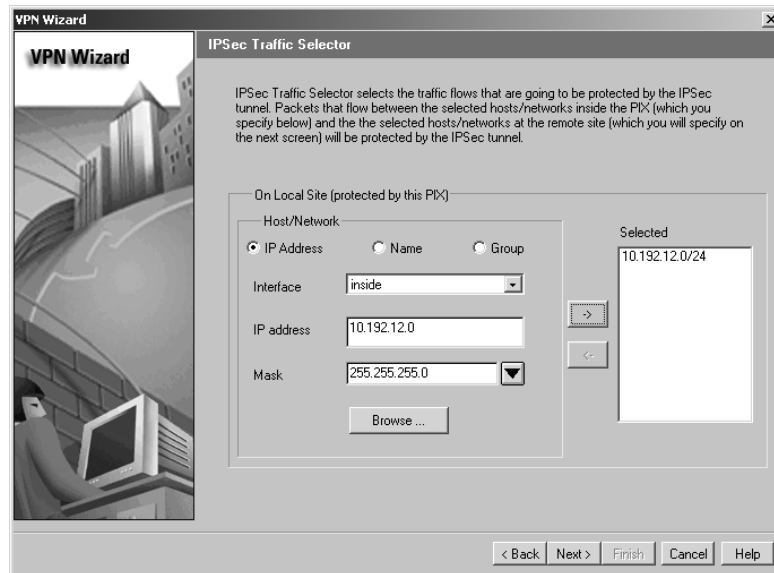 VPN Wizard
VPN Wizard
IPSec Traffic Selector
IPSec Traffic Selector selects the traffic flows that are going to be protected by the IPSec
tunnel. Packets that flow between the selected hosts/networks inside the PIX (which you
specify below) and the the selected hosts/networks at the remote site (which you will specify on
the next screen) will be protected by the IPSec tunnel.
On Local Site (protected by this PIX)
Host/Network
IP Address Name Group
Interface inside
IP address 10.192.12.0
Mask 255.255.255.0
Browse ...
Selected
10.192.12.0/24
->
<-
< Back Next > Finish Cancel Help